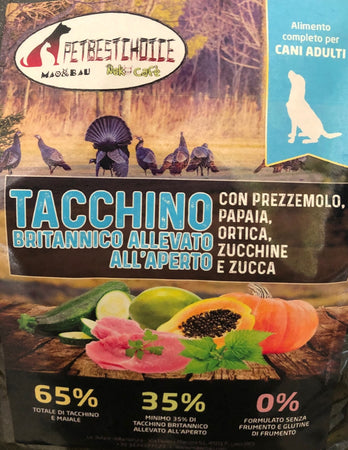 PETBESTCHOICE
MAO&BAU
Cafè
Alimento
completo per
CANI ADULTI
TACCHINO
BRITANNICO ALLEVATO
ALL'APERTO
CON PREZZEMOLO,
PAPAIA,
ORTICA,
ZUCCHINE
E ZUCCA
65%
TOTALE DI TACCHINO
E MAIALE
35%
MINIMO 35% DI
TACCHINO BRITANNICO
ALLEVATO ALL'APERTO
0%
FORMULATO SENZA
FRUMENTO E GLUTINE
DI FRUMENTO